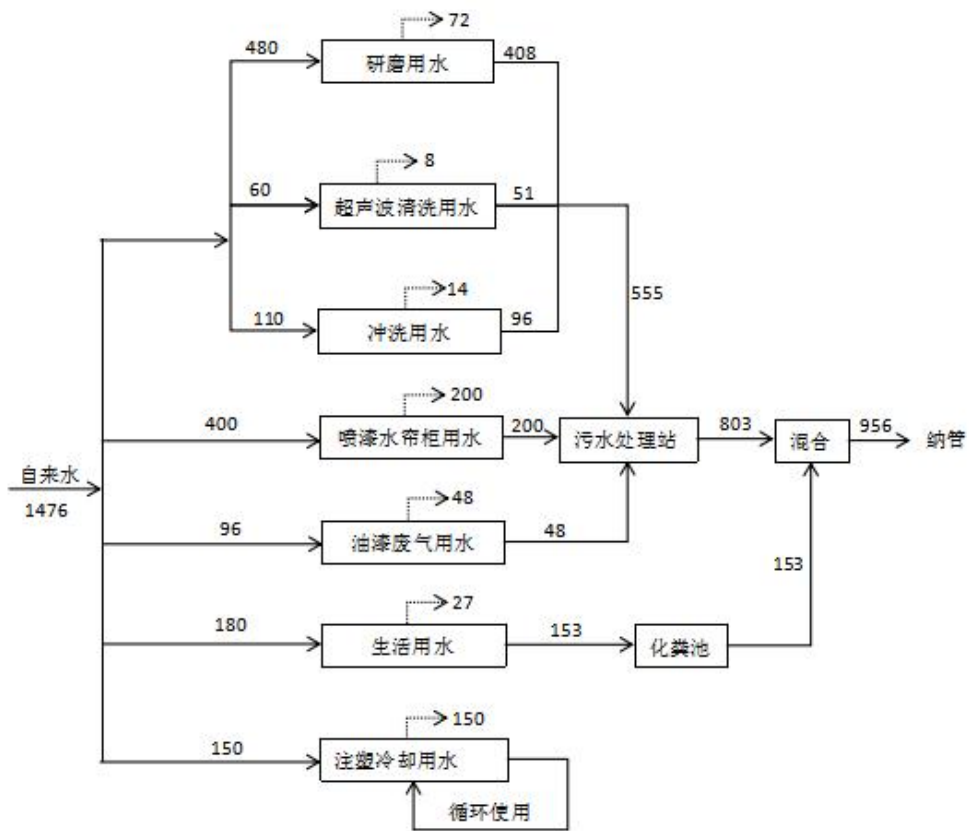 72
480
研磨用水
408
8
60
超声波清洗用水
51
14
110
冲洗用水
96
555
200
400
喷漆水帘柜用水
200
污水处理站
803
混合
956
纳管
自来水
1476
48
96
油漆废气用水
48
153
27
180
生活用水
153
化粪池
150
150
注塑冷却用水
循环使用